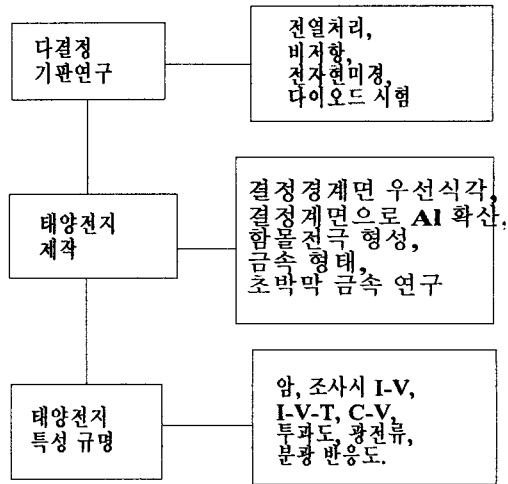 다결정
기판연구
전열처리,
비저항,
전자현미경,
다이오드 시험
태양전지
제작
결정경계면 우선식각,
결정계면으로 Al 확산,
함몰전극 형성,
금속 형태,
초박막 금속 연구
태양전지
특성 규명
암, 조사시 I-V,
I-V-T, C-V,
투과도, 광전류,
분광 반응도.